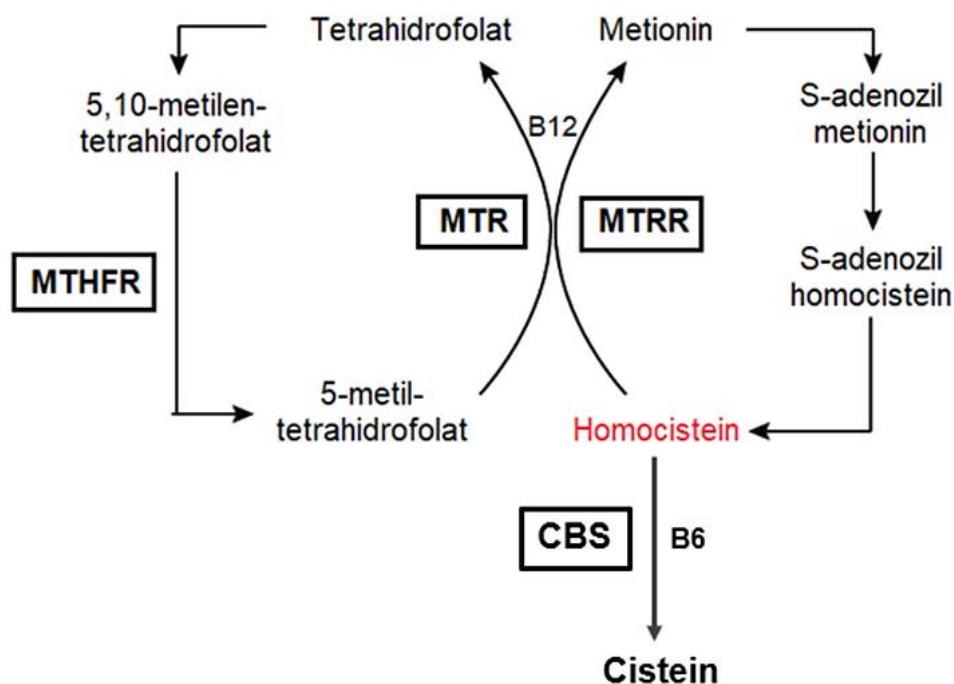 Tetrahidrofolat
Metionin
5,10-metilen-
tetrahidrofolat
S-adenozil
metionin
B12
MTR
MTRR
MTHFR
S-adenozil
homocistein
5-metil-
tetrahidrofolat
Homocistein
CBS
B6
Cistein